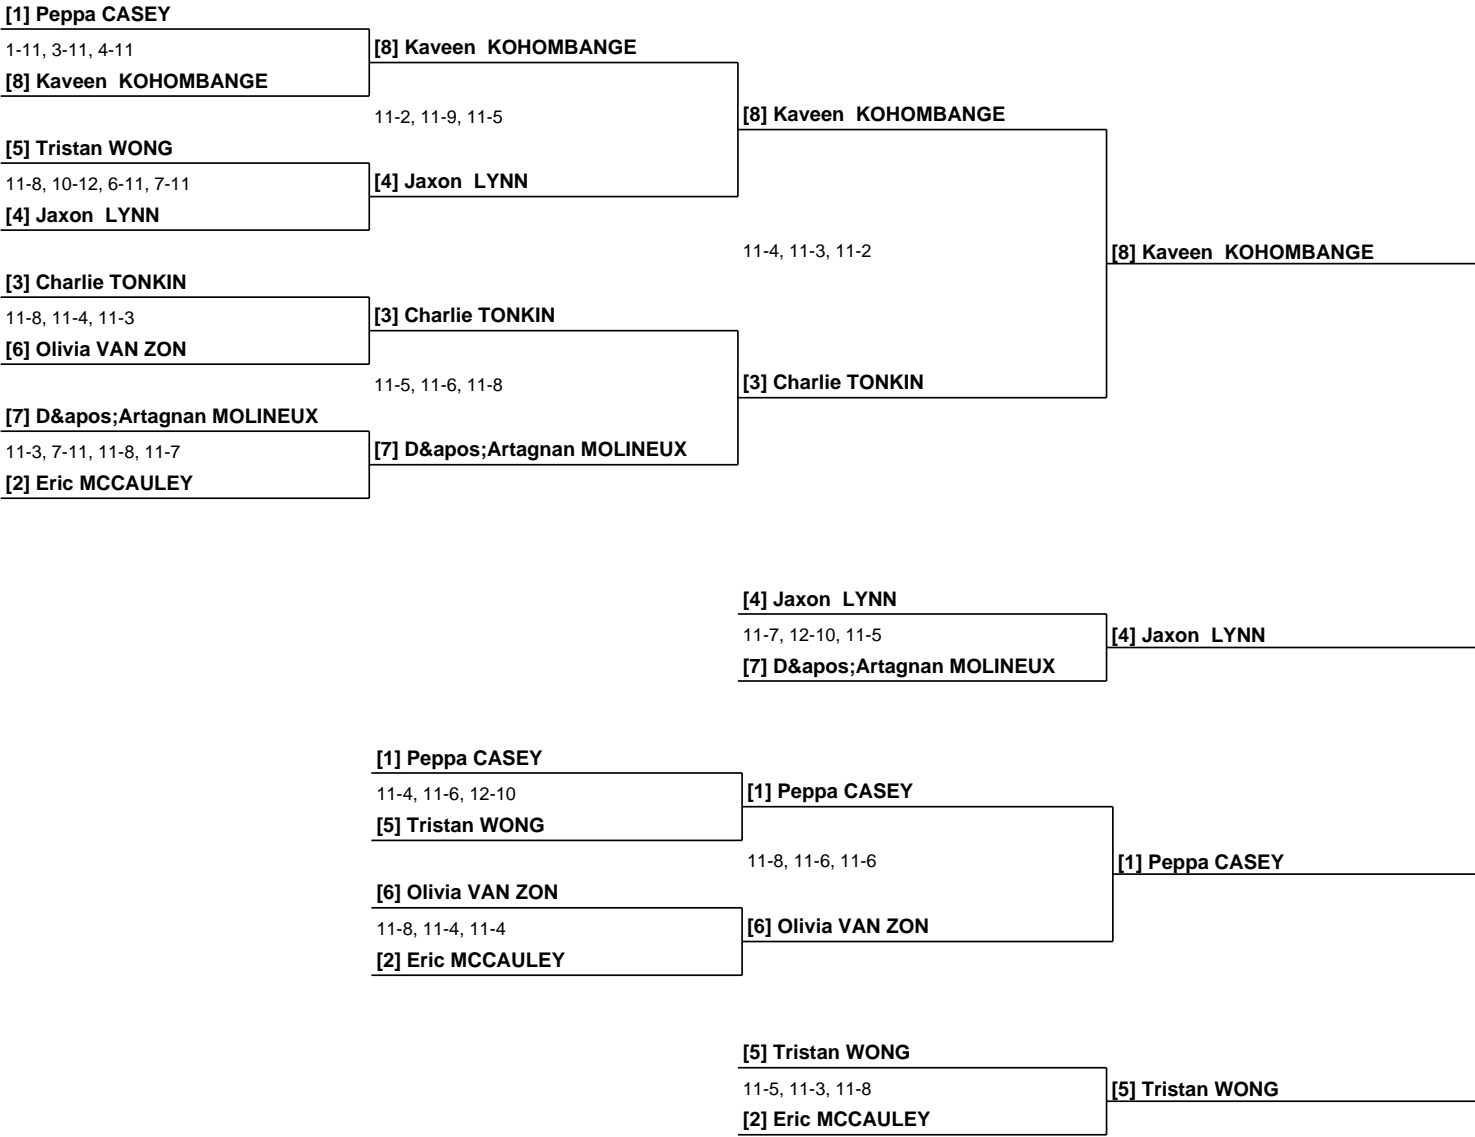 [1] Peppa CASEY
1-11, 3-11, 4-11
[8] Kaveen  KOHOMBANGE
[5] Tristan WONG
11-8, 10-12, 6-11, 7-11
[4] Jaxon  LYNN
[3] Charlie TONKIN
11-8, 11-4, 11-3
[6] Olivia VAN ZON
[7] D&apos;Artagnan MOLINEUX
11-3, 7-11, 11-8, 11-7
[2] Eric MCCAULEY
[8] Kaveen  KOHOMBANGE
11-2, 11-9, 11-5
[4] Jaxon  LYNN
[3] Charlie TONKIN
11-5, 11-6, 11-8
[7] D&apos;Artagnan MOLINEUX
[8] Kaveen  KOHOMBANGE
11-4, 11-3, 11-2
[3] Charlie TONKIN
[8] Kaveen  KOHOMBANGE
[4] Jaxon  LYNN
11-7, 12-10, 11-5
[7] D&apos;Artagnan MOLINEUX
[4] Jaxon  LYNN
[1] Peppa CASEY
11-4, 11-6, 12-10
[5] Tristan WONG
[6] Olivia VAN ZON
11-8, 11-4, 11-4
[2] Eric MCCAULEY
[1] Peppa CASEY
11-8, 11-6, 11-6
[6] Olivia VAN ZON
[1] Peppa CASEY
[5] Tristan WONG
11-5, 11-3, 11-8
[2] Eric MCCAULEY
[5] Tristan WONG